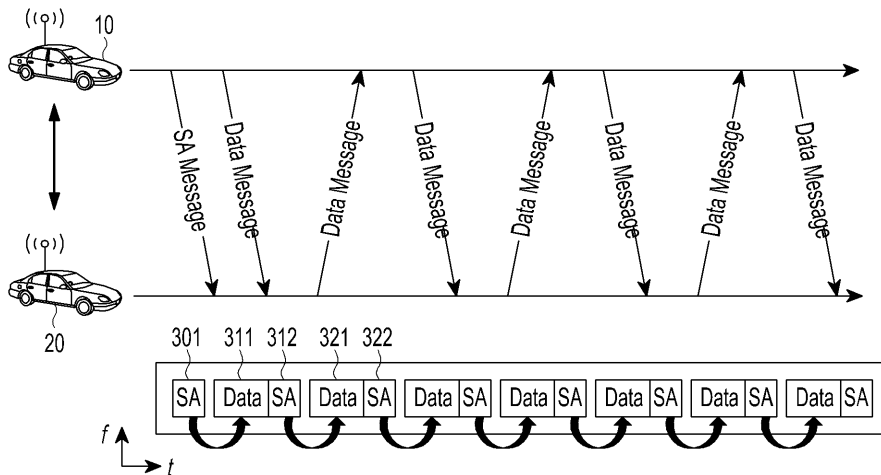 10
SA Message
Data Message
Data Message
Data Message
Data Message
Data Message
Data Message
Data Message
20
301
311
312
321
322
SA
Data
SA
Data
SA
Data
SA
Data
SA
Data
SA
Data
SA
Data
SA
f
t